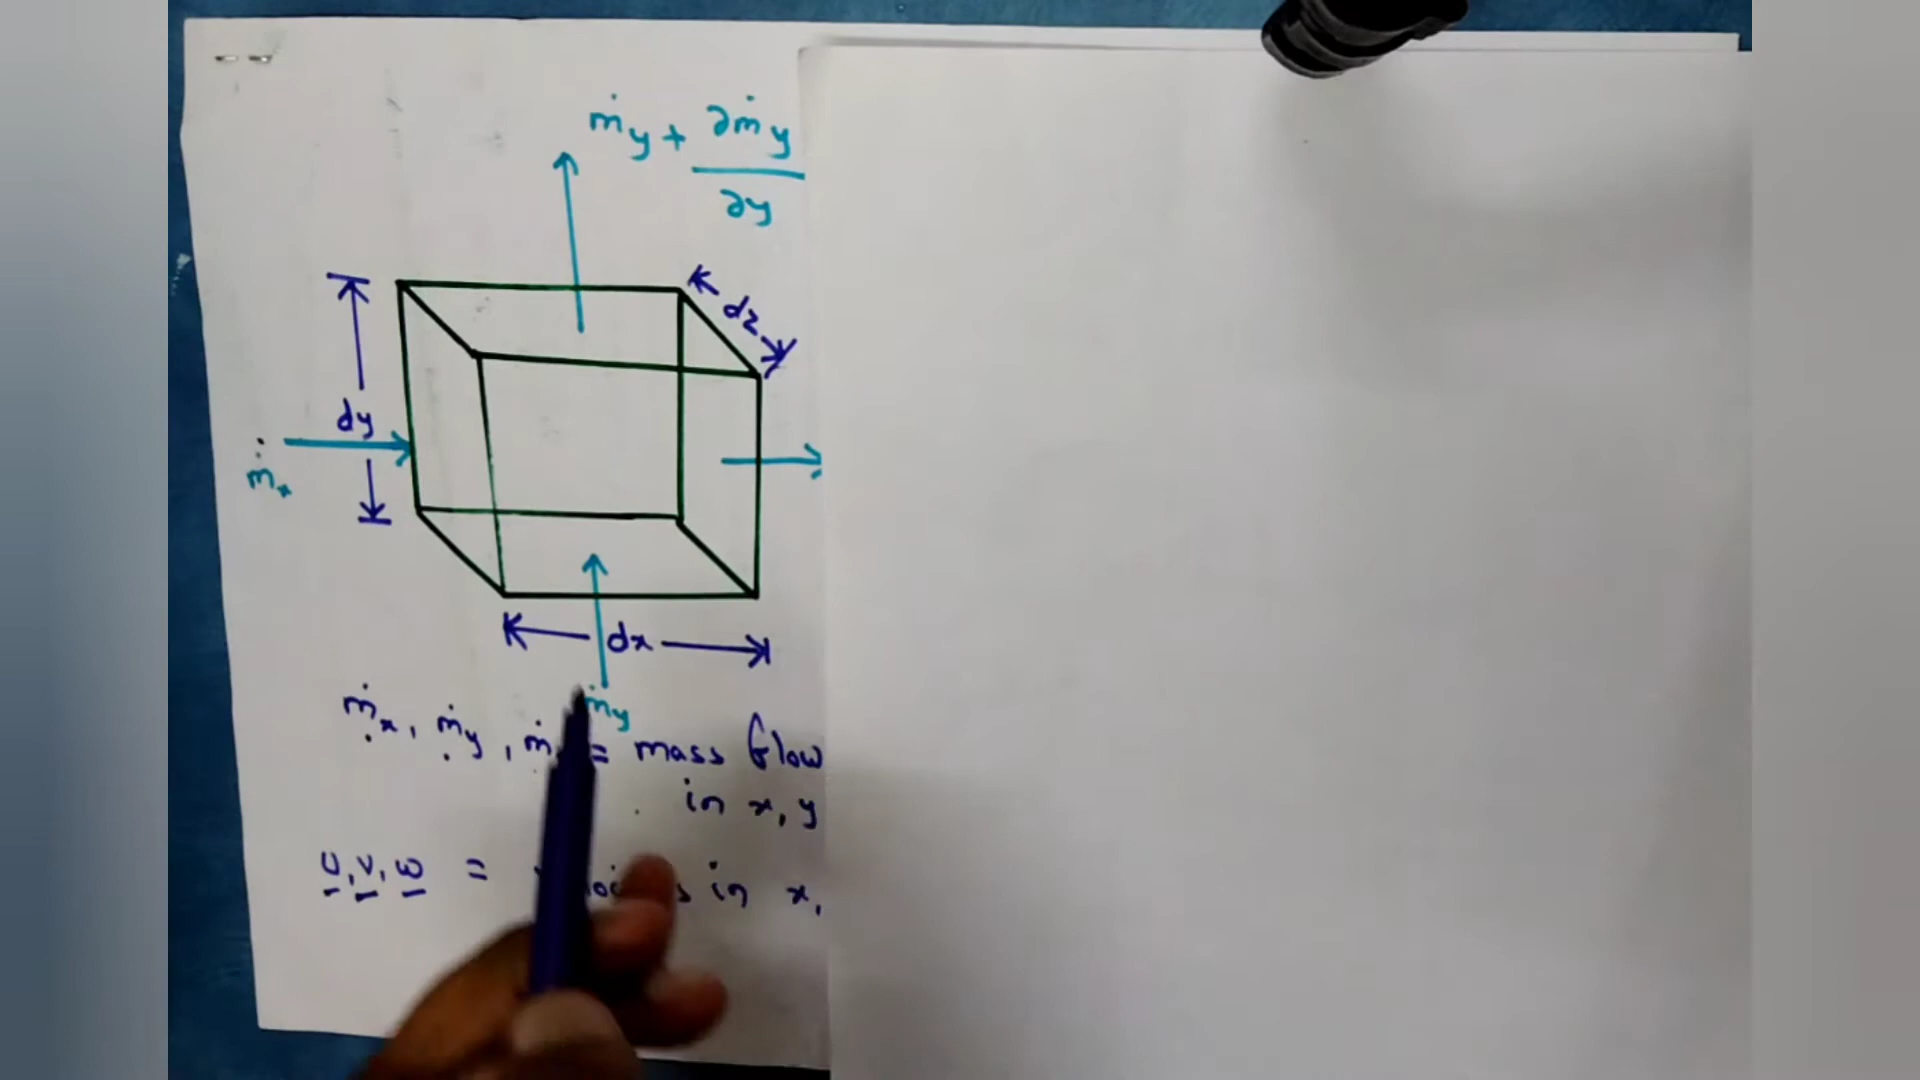 ṁy + ∂ṁy
∂y
dz
dy
ṁx
dx
ṁy
ṁx, ṁy, ṁ = mass flow
in x, y
u, v, w = in x,